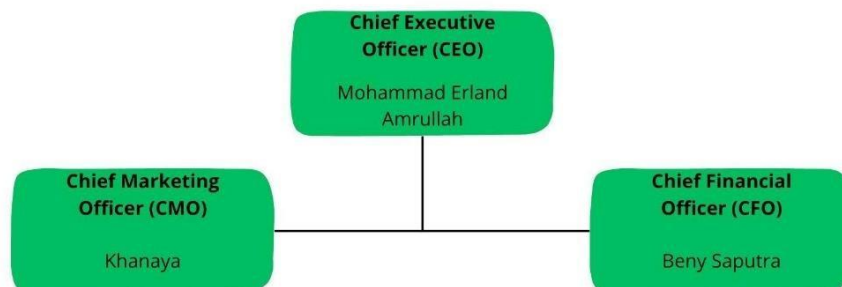 Chief Executive
Officer (CEO)
Mohammad Erland
Amrullah
Chief Marketing
Officer (CMO)
Khanaya
Chief Financial
Officer (CFO)
Beny Saputra